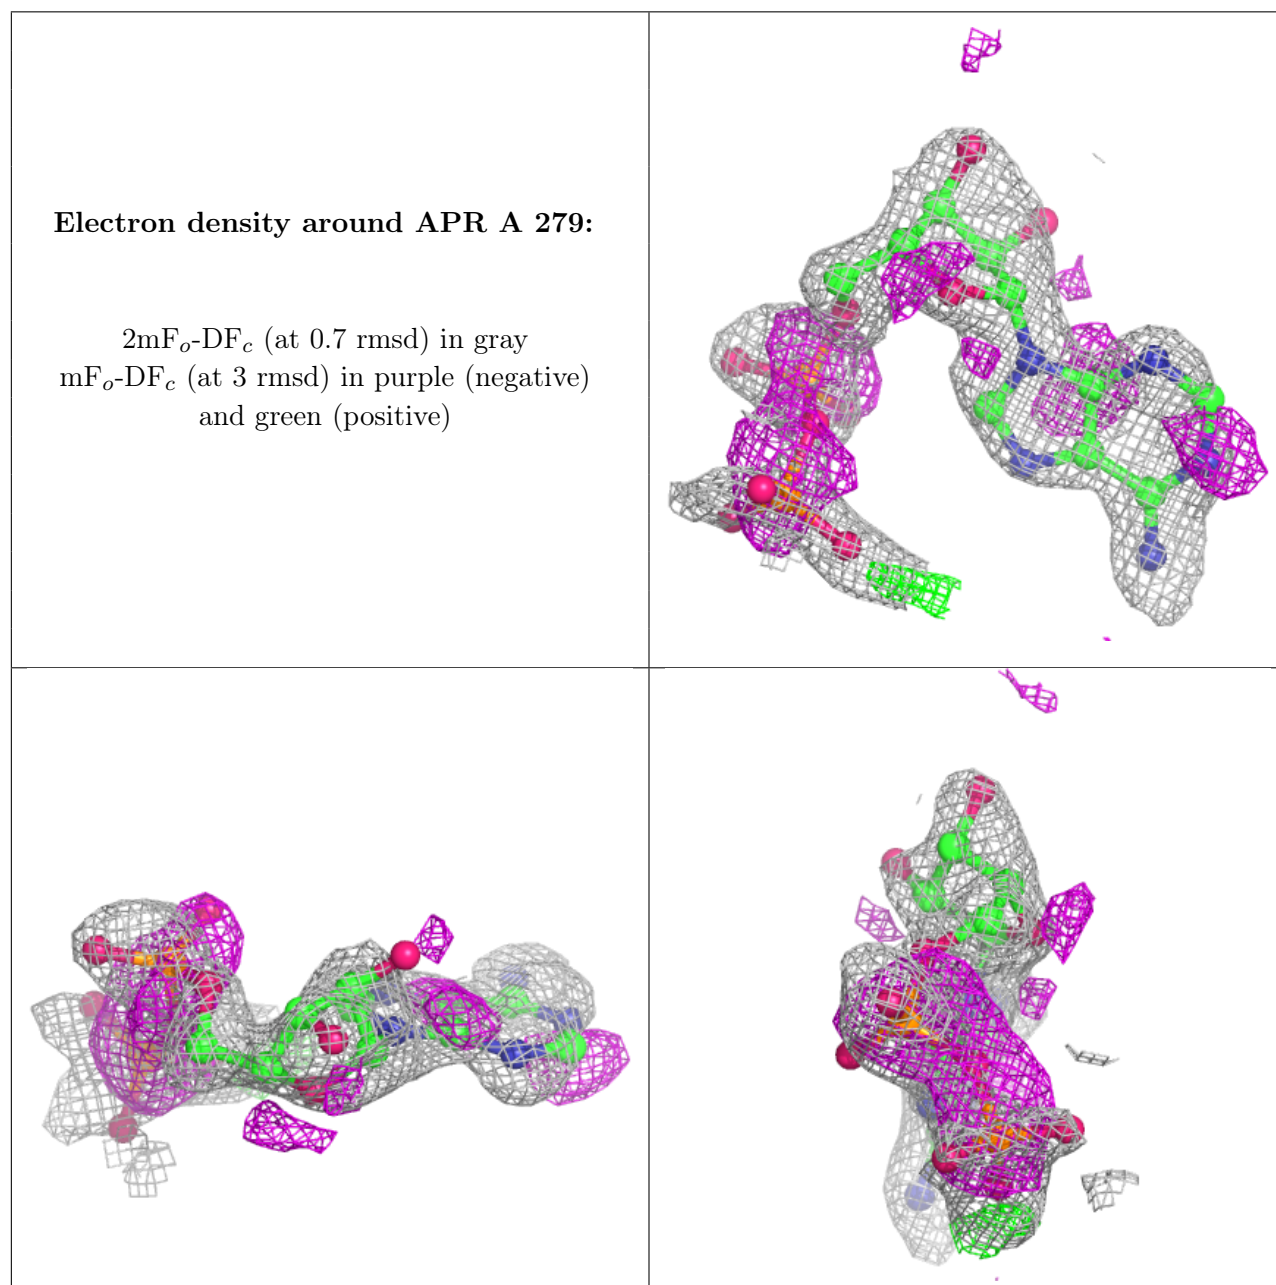 Electron density around APR A 279:
2mFₒ-DF𝒸 (at 0.7 rmsd) in gray
mFₒ-DF𝒸 (at 3 rmsd) in purple (negative)
and green (positive)